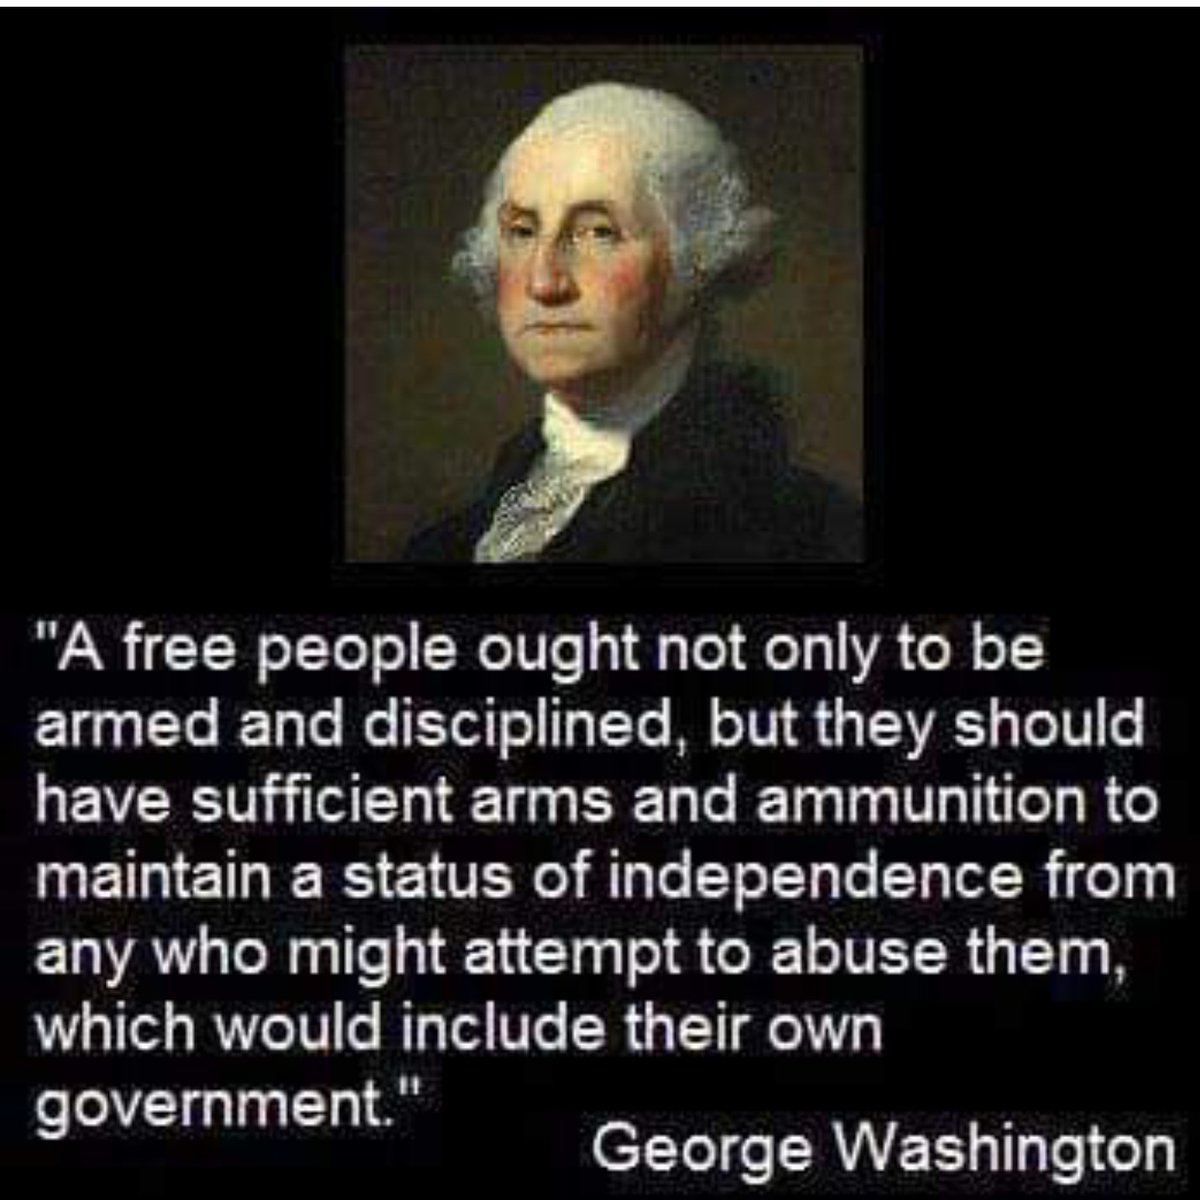 "A free people ought not only to be
armed and disciplined, but they should
have sufficient arms and ammunition to
maintain a status of independence from
any who might attempt to abuse them,
which would include their own
government."
George Washington